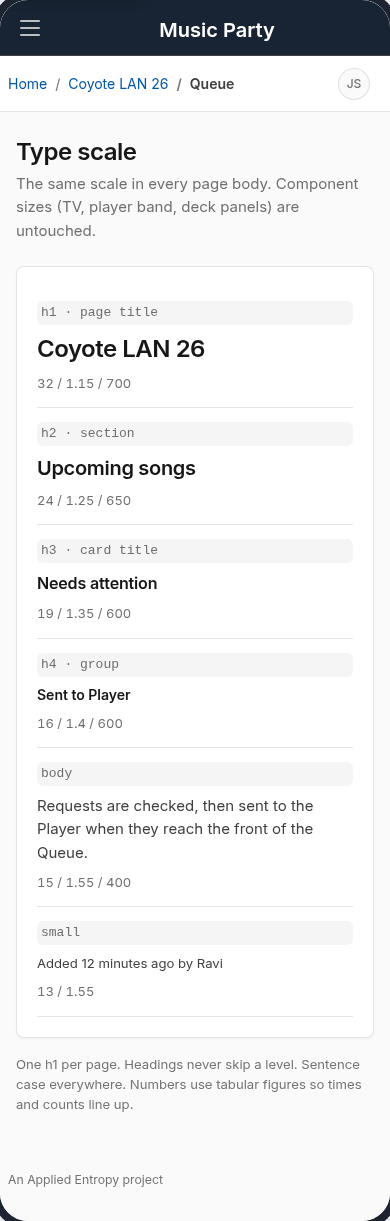 Music Party
Home / Coyote LAN 26 / Queue
JS
Type scale
The same scale in every page body. Component
sizes (TV, player band, deck panels) are
untouched.
h1 · page title
Coyote LAN 26
32 / 1.15 / 700
h2 · section
Upcoming songs
24 / 1.25 / 650
h3 · card title
Needs attention
19 / 1.35 / 600
h4 · group
Sent to Player
16 / 1.4 / 600
body
Requests are checked, then sent to the
Player when they reach the front of the
Queue.
15 / 1.55 / 400
small
Added 12 minutes ago by Ravi
13 / 1.55
One h1 per page. Headings never skip a level. Sentence
case everywhere. Numbers use tabular figures so times
and counts line up.
An Applied Entropy project